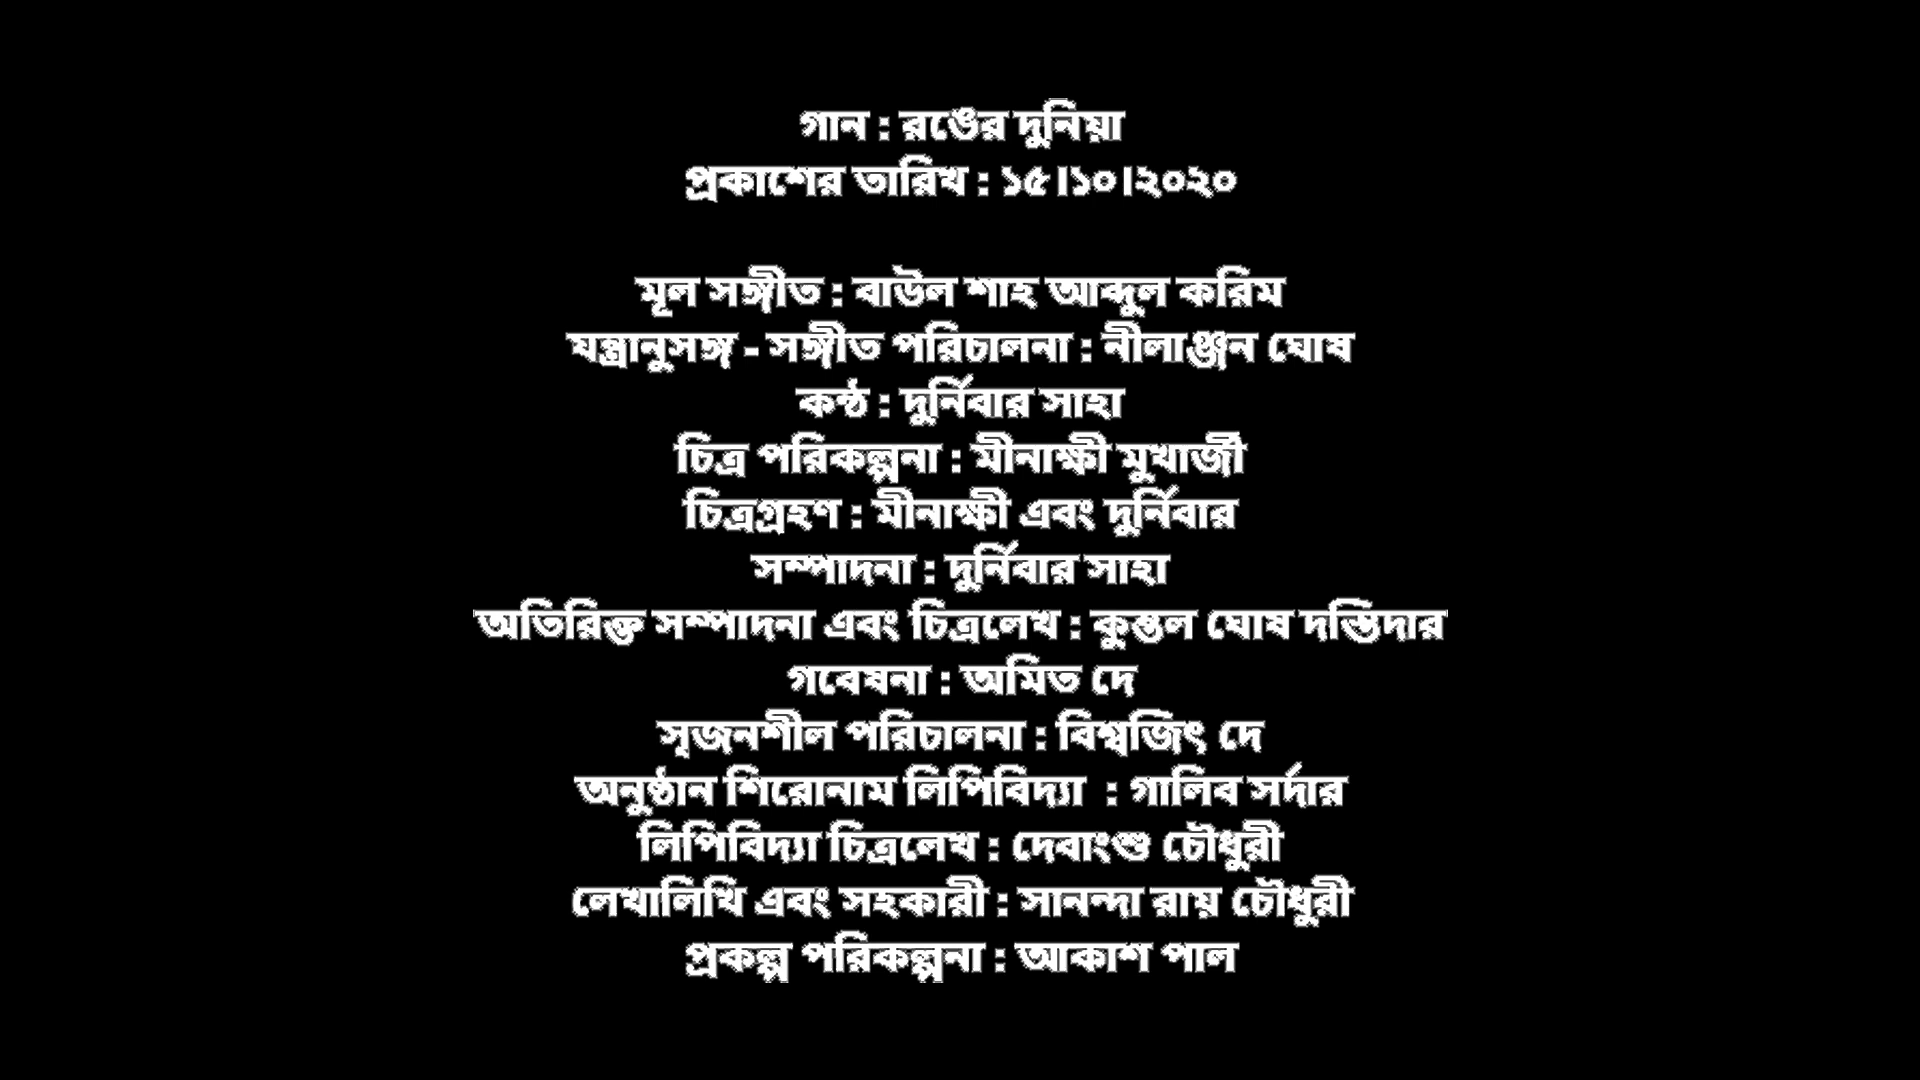 গান : রঙের দুনিয়া
প্রকাশের তারিখ : ১৫।১০।২০২০
মূল সঙ্গীত : বাউল শাহ আব্দুল করিম
যন্ত্রানুসঙ্গ - সঙ্গীত পরিচালনা : নীলাঞ্জন ঘোষ
কন্ঠ : দুর্নিবার সাহা
চিত্র পরিকল্পনা : মীনাক্ষী মুখার্জী
চিত্রগ্রহণ : মীনাক্ষী এবং দুর্নিবার
সম্পাদনা : দুর্নিবার সাহা
অতিরিক্ত সম্পাদনা এবং চিত্রলেখ : কুন্তল ঘোষ দস্তিদার
গবেষনা : অমিত দে
সৃজনশীল পরিচালনা : বিশ্বজিৎ দে
অনুষ্ঠান শিরোনাম লিপিবিদ্যা : গালিব সর্দার
লিপিবিদ্যা চিত্রলেখ : দেবাংশু চৌধুরী
লেখালিখি এবং সহকারী : সানন্দা রায় চৌধুরী
প্রকল্প পরিকল্পনা : আকাশ পাল